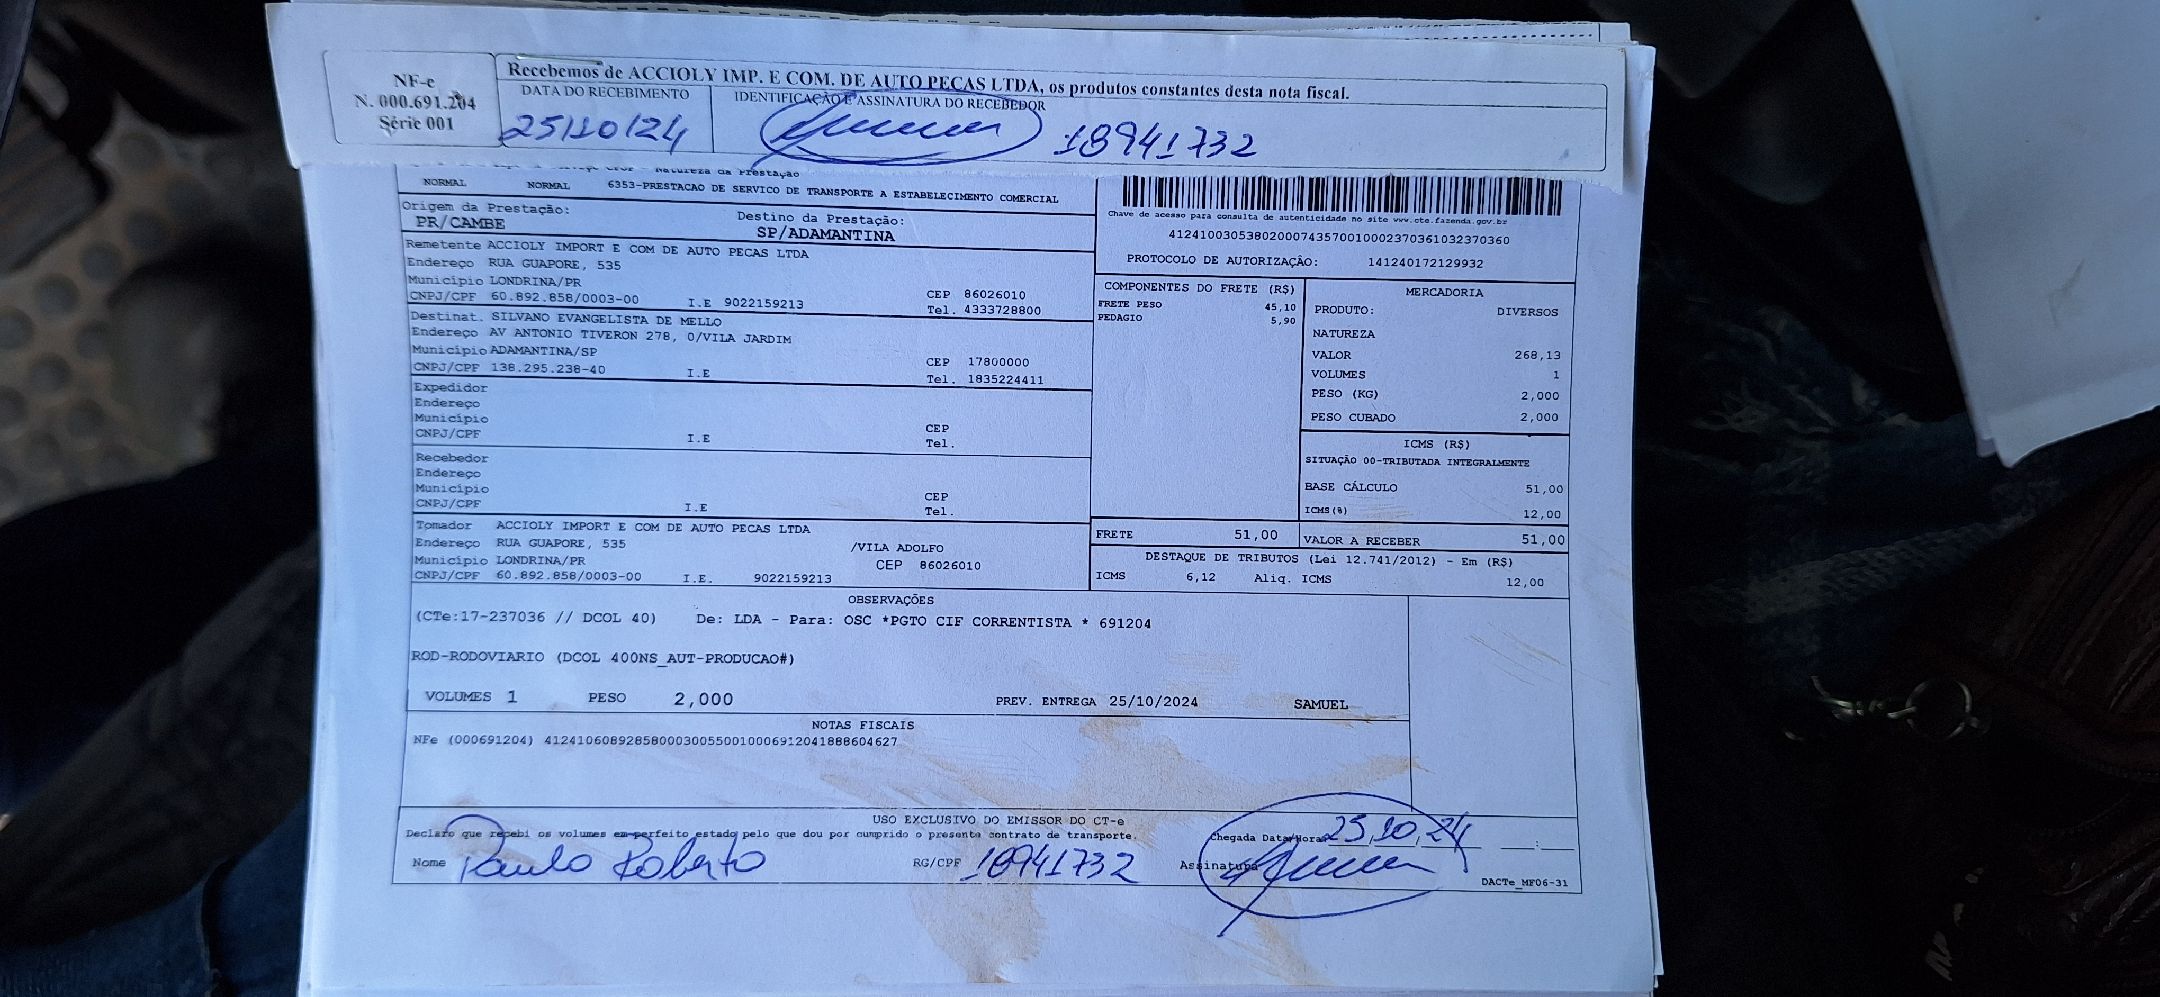 NF-e
N. 000.691.204
Série 001
Recebemos de ACCIOLY IMP. E COM. DE AUTO PECAS LTDA, os produtos constantes desta nota fiscal.
DATA DO RECEBIMENTO
25/10/24
IDENTIFICAÇÃO E ASSINATURA DO RECEBEDOR
18941732
Natureza da Prestação
NORMAL NORMAL 6353-PRESTACAO DE SERVICO DE TRANSPORTE A ESTABELECIMENTO COMERCIAL
Origem da Prestação:
PR/CAMBE
Destino da Prestação:
SP/ADAMANTINA
Chave de acesso para consulta de autenticidade no site www.cte.fazenda.gov.br
41241003053802000743570010002370361032370360
PROTOCOLO DE AUTORIZAÇÃO: 141240172129932
Remetente ACCIOLY IMPORT E COM DE AUTO PECAS LTDA
Endereço RUA GUAPORE, 535
Município LONDRINA/PR
CEP 86026010
CNPJ/CPF 60.892.858/0003-00 I.E 9022159213 Tel. 4333728800
Destinat. SILVANO EVANGELISTA DE MELLO
Endereço AV ANTONIO TIVERON 278, 0/VILA JARDIM
Município ADAMANTINA/SP CEP 17800000
CNPJ/CPF 138.295.238-40 I.E Tel. 1835224411
Expedidor
Endereço
Município CEP
CNPJ/CPF I.E Tel.
Recebedor
Endereço
Município CEP
CNPJ/CPF I.E Tel.
Tomador ACCIOLY IMPORT E COM DE AUTO PECAS LTDA
Endereço RUA GUAPORE, 535 /VILA ADOLFO
Município LONDRINA/PR CEP 86026010
CNPJ/CPF 60.892.858/0003-00 I.E. 9022159213
COMPONENTES DO FRETE (R$)
FRETE PESO 45,10
PEDAGIO 5,90
MERCADORIA
PRODUTO: DIVERSOS
NATUREZA
VALOR 268,13
VOLUMES 1
PESO (KG) 2,000
PESO CUBADO 2,000
ICMS (R$)
SITUAÇÃO 00-TRIBUTADA INTEGRALMENTE
BASE CÁLCULO 51,00
ICMS(%) 12,00
FRETE 51,00 VALOR A RECEBER 51,00
DESTAQUE DE TRIBUTOS (Lei 12.741/2012) - Em (R$)
ICMS 6,12 Aliq. ICMS 12,00
OBSERVAÇÕES
(CTe:17-237036 // DCOL 40) De: LDA - Para: OSC *PGTO CIF CORRENTISTA * 691204
ROD-RODOVIARIO (DCOL 400NS_AUT-PRODUCAO#)
VOLUMES 1 PESO 2,000 PREV. ENTREGA 25/10/2024 SAMUEL
NOTAS FISCAIS
NFe (000691204) 41241060892858000300550010006912041888604627
USO EXCLUSIVO DO EMISSOR DO CT-e
Declaro que recebi os volumes em perfeito estado pelo que dou por cumprido o presente contrato de transporte.
Chegada Data/Hora 25,10,24 :
Nome Paulo Roberto RG/CPF 18941732 Assinatura
DACTe_MF06-31